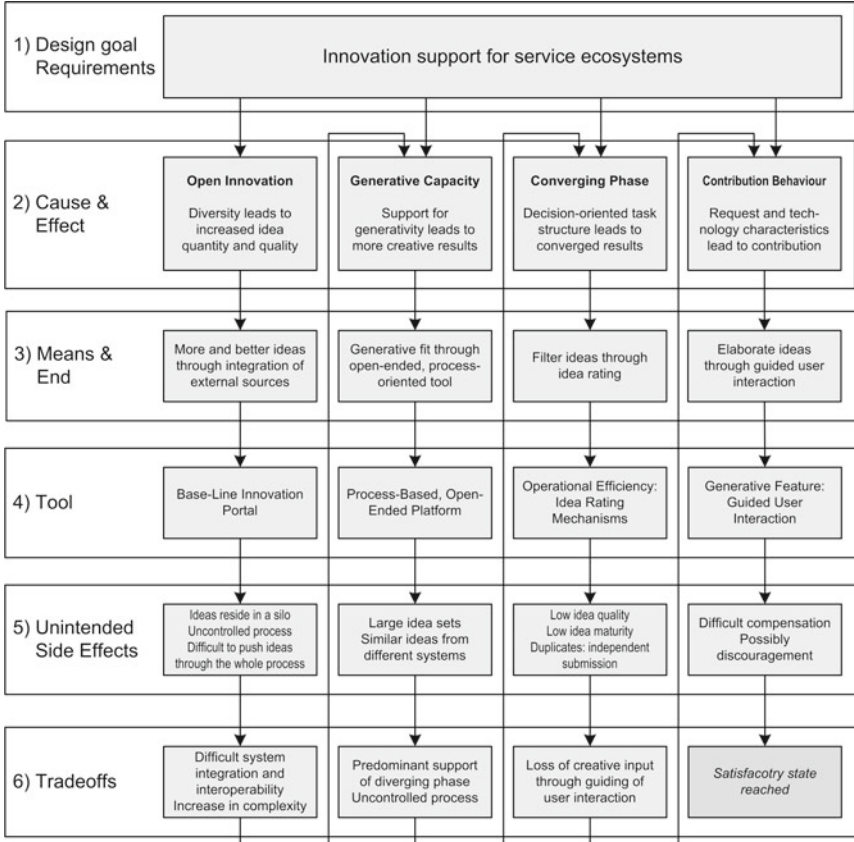 1) Design goal
Requirements
Innovation support for service ecosystems
2) Cause &
Effect
Open Innovation
Diversity leads to
increased idea
quantity and quality
Generative Capacity
Support for
generativity leads to
more creative results
Converging Phase
Decision-oriented task
structure leads to
converged results
Contribution Behaviour
Request and tech-
nology characteristics
lead to contribution
3) Means &
End
More and better ideas
through integration of
external sources
Generative fit through
open-ended, process-
oriented tool
Filter ideas through
idea rating
Elaborate ideas
through guided user
interaction
4) Tool
Base-Line Innovation
Portal
Process-Based, Open-
Ended Platform
Operational Efficiency:
Idea Rating
Mechanisms
Generative Feature:
Guided User
Interaction
5) Unintended
Side Effects
Ideas reside in a silo
Uncontrolled process
Difficult to push ideas
through the whole process
Large idea sets
Similar ideas from
different systems
Low idea quality
Low idea maturity
Duplicates: independent
submission
Difficult compensation
Possibly
discouragement
6) Tradeoffs
Difficult system
integration and
interoperability
Increase in complexity
Predominant support
of diverging phase
Uncontrolled process
Loss of creative input
through guiding of
user interaction
Satisfacotry state
reached